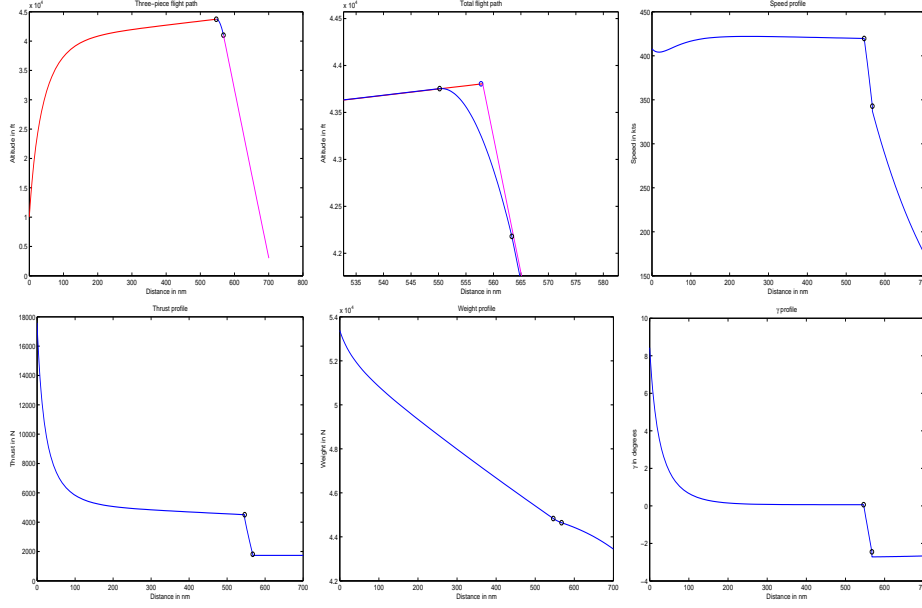 Three-piece flight path
x 10⁴
4.5
4
3.5
3
2.5
2
1.5
1
0.5
0
0 100 200 300 400 500 600 700 800
Altitude in ft
Distance in nm
Total flight path
x 10⁴
4.45
4.4
4.35
4.3
4.25
4.2
535 540 545 550 555 560 565 570 575 580
Altitude in ft
Distance in nm
Speed profile
450
400
350
300
250
200
150
0 100 200 300 400 500 600 700
Speed in kts
Distance in nm
Thrust profile
18000
16000
14000
12000
10000
8000
6000
4000
2000
0
0 100 200 300 400 500 600 700
Thrust in N
Distance in nm
Weight profile
x 10⁴
5.4
5.2
5
4.8
4.6
4.4
4.2
0 100 200 300 400 500 600 700
Weight in N
Distance in nm
γ profile
10
8
6
4
2
0
−2
−4
0 100 200 300 400 500 600 700
γ in degrees
Distance in nm